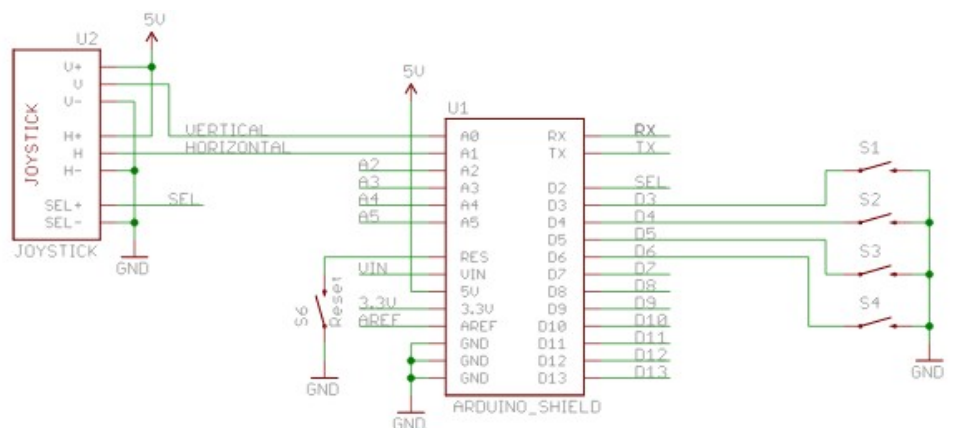 5V
U2
JOYSTICK
V+
V
V-
H+
H
H-
SEL+
SEL-
JOYSTICK
GND
VERTICAL
HORIZONTAL
SEL
5V
U1
A0 RX
A1 TX
A2
A3 D2
A4 D3
A5 D4
D5
RES D6
VIN D7
5V D8
3.3V D9
AREF D10
GND D11
GND D12
GND D13
ARDUINO_SHIELD
A2
A3
A4
A5
VIN
3.3V
AREF
S6
Reset
GND
GND
RX
TX
SEL
D3
D4
D5
D6
D7
D8
D9
D10
D11
D12
D13
S1
S2
S3
S4
GND